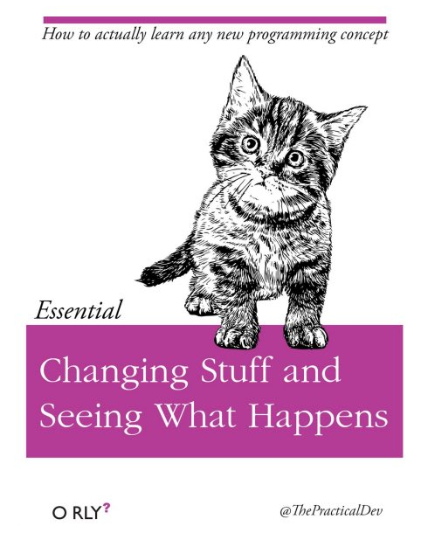 How to actually learn any new programming concept
Essential
Changing Stuff and
Seeing What Happens
O RLY?
@ThePracticalDev